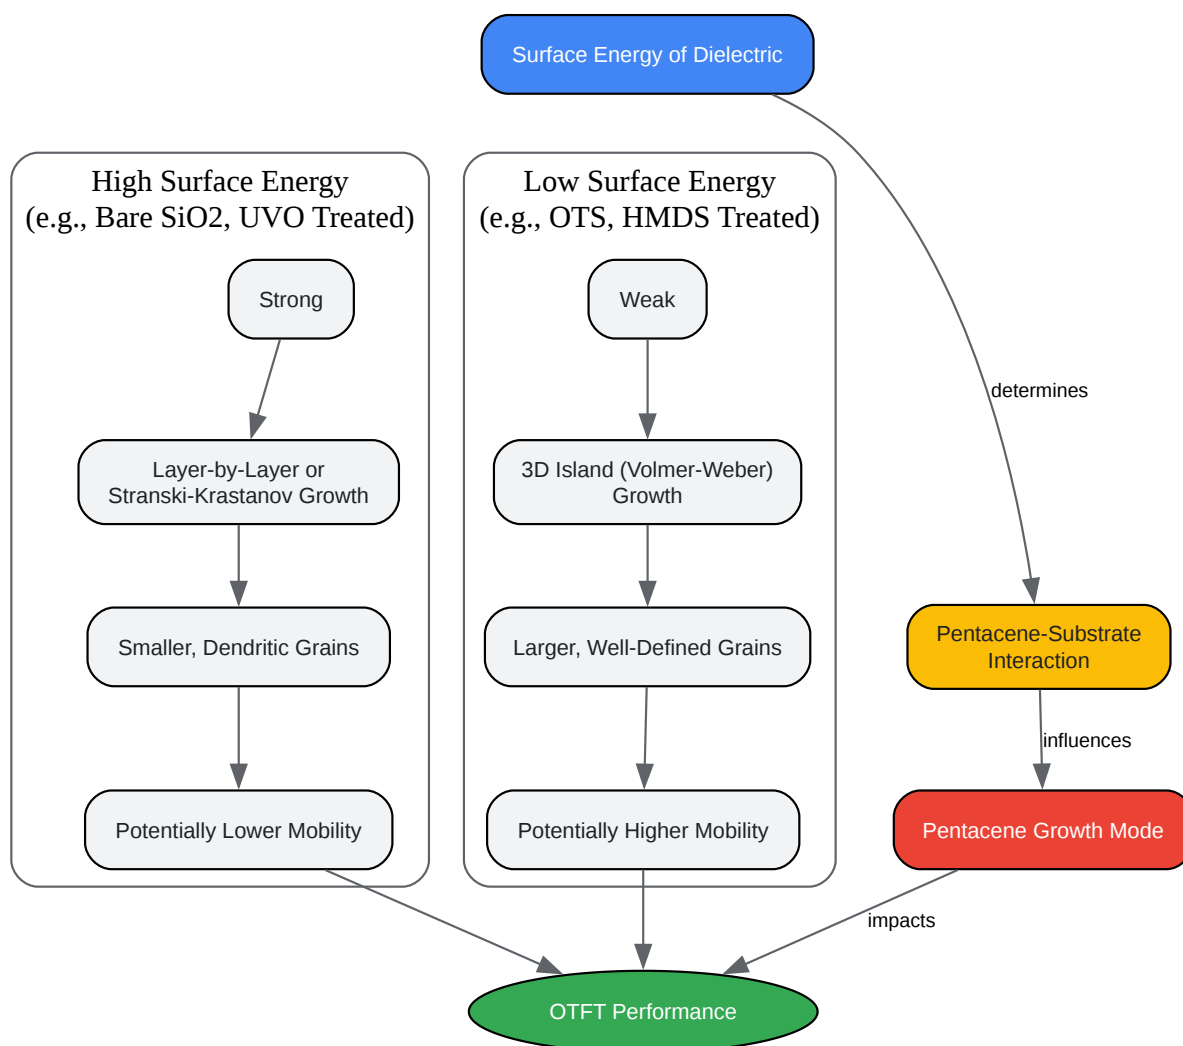 Surface Energy of Dielectric
High Surface Energy
(e.g., Bare SiO2, UVO Treated)
Strong
Layer-by-Layer or
Stranski-Krastanov Growth
Smaller, Dendritic Grains
Potentially Lower Mobility
Low Surface Energy
(e.g., OTS, HMDS Treated)
Weak
3D Island (Volmer-Weber)
Growth
Larger, Well-Defined Grains
Potentially Higher Mobility
determines
Pentacene-Substrate
Interaction
influences
Pentacene Growth Mode
impacts
OTFT Performance